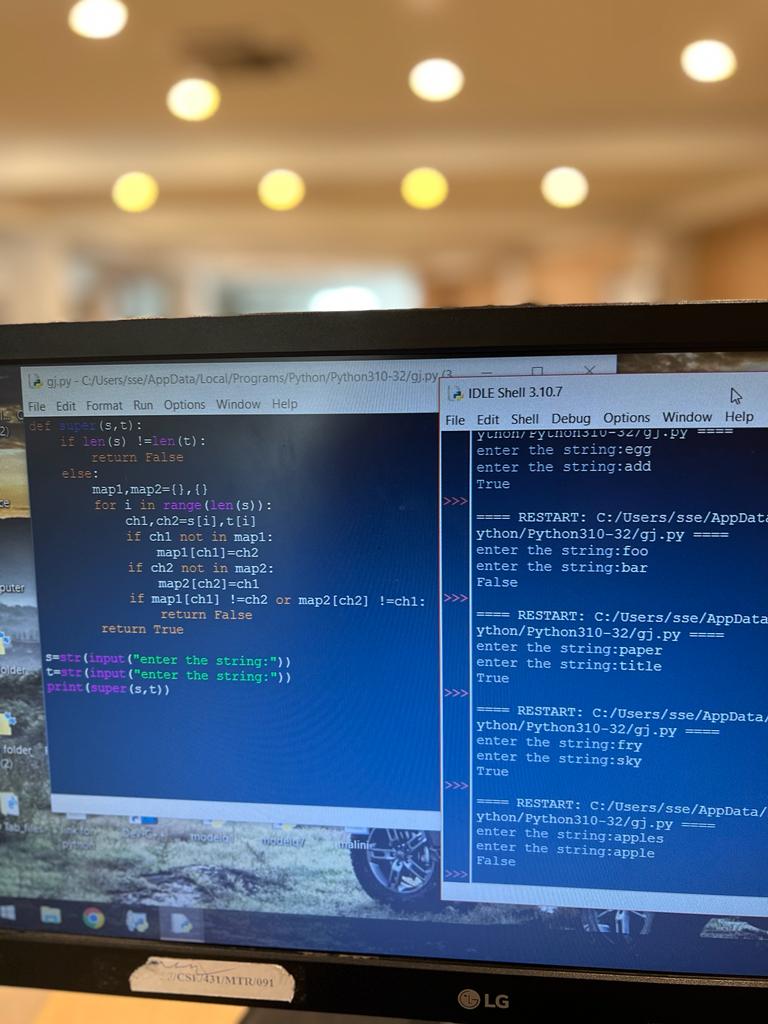 gj.py - C:/Users/sse/AppData/Local/Programs/Python/Python310-32/gj.py (3
File Edit Format Run Options Window Help
def super(s,t):
    if len(s) !=len(t):
        return False
    else:
        map1,map2={},{}
        for i in range(len(s)):
            ch1,ch2=s[i],t[i]
            if ch1 not in map1:
                map1[ch1]=ch2
            if ch2 not in map2:
                map2[ch2]=ch1
            if map1[ch1] !=ch2 or map2[ch2] !=ch1:
                return False
        return True
s=str(input("enter the string:"))
t=str(input("enter the string:"))
print(super(s,t))
IDLE Shell 3.10.7
File Edit Shell Debug Options Window Help
ython/Python310-32/gj.py ====
enter the string:egg
enter the string:add
True
>>>
==== RESTART: C:/Users/sse/AppData
ython/Python310-32/gj.py ====
enter the string:foo
enter the string:bar
False
>>>
==== RESTART: C:/Users/sse/AppData
ython/Python310-32/gj.py ====
enter the string:paper
enter the string:title
True
>>>
==== RESTART: C:/Users/sse/AppData/
ython/Python310-32/gj.py ====
enter the string:fry
enter the string:sky
True
>>>
==== RESTART: C:/Users/sse/AppData/
ython/Python310-32/gj.py ====
enter the string:apples
enter the string:apple
False
>>>
puter
older
folder
(2)
python
malini
/MTR/091
LG